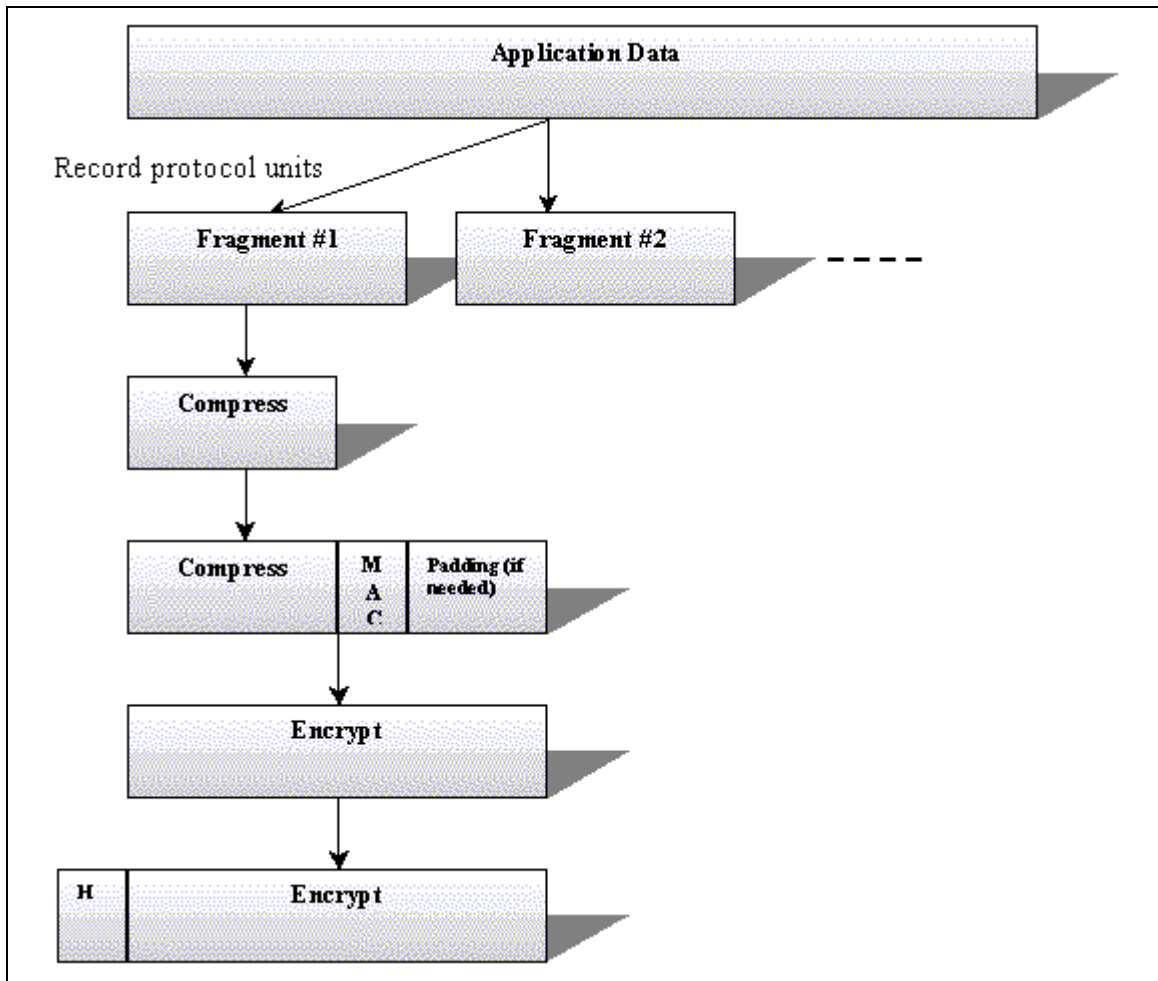 Application Data
Record protocol units
Fragment #1
Fragment #2
Compress
Compress
M
A
C
Padding (if
needed)
Encrypt
H
Encrypt